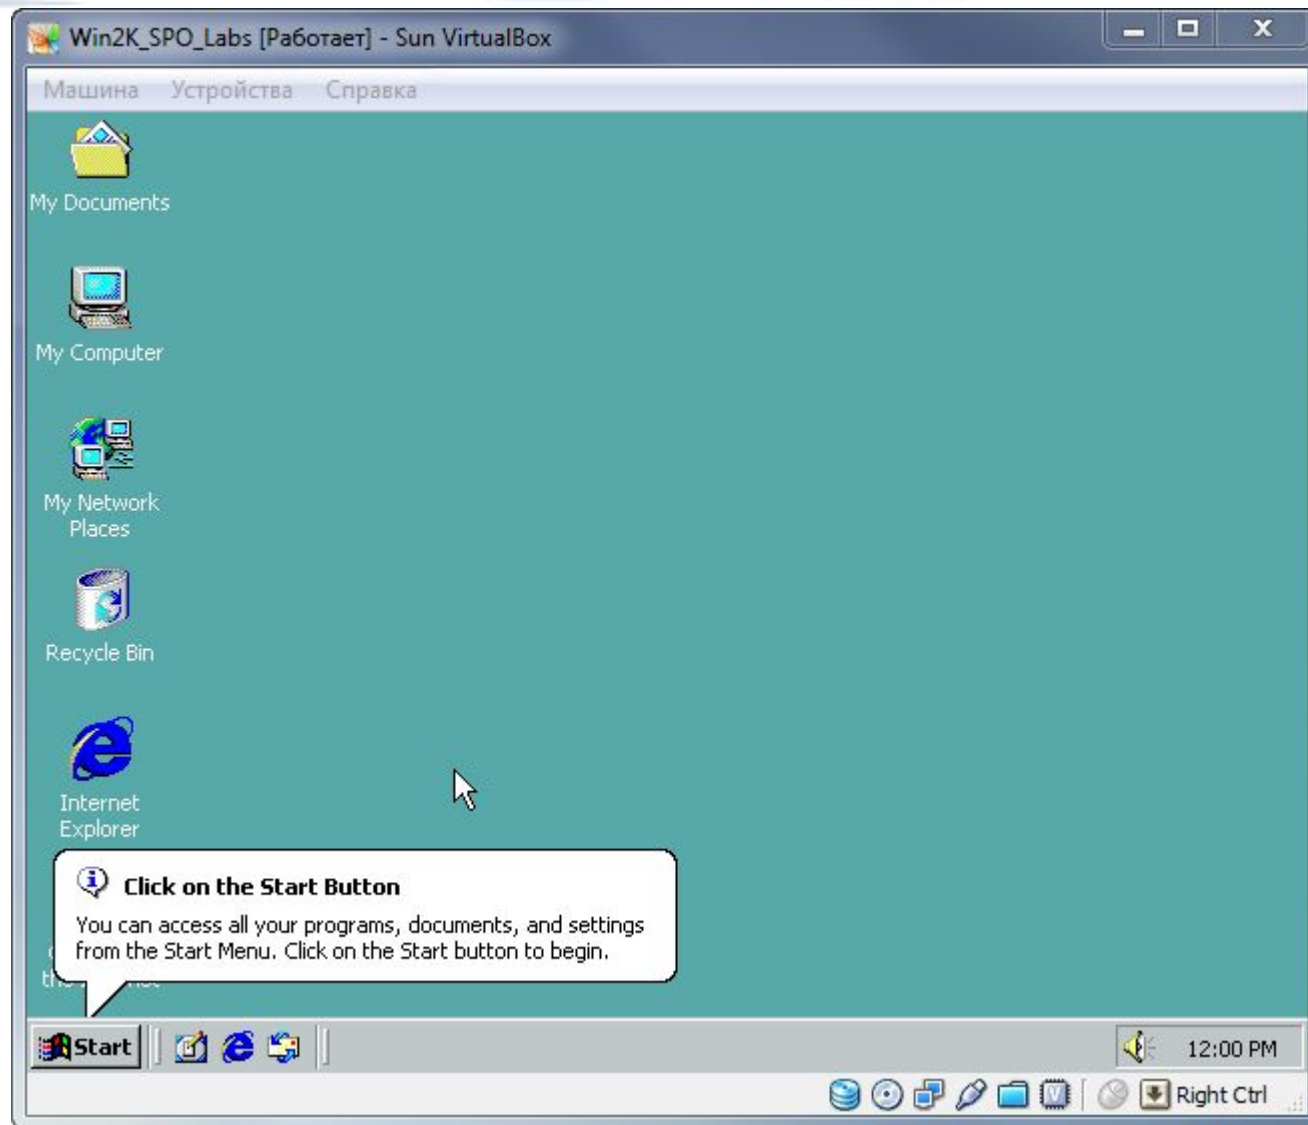 Win2K_SPO_Labs [Работает] - Sun VirtualBox
Машина Устройства Справка
My Documents
My Computer
My Network
Places
Recycle Bin
Internet
Explorer
Click on the Start Button
You can access all your programs, documents, and settings
from the Start Menu. Click on the Start button to begin.
Start
12:00 PM
Right Ctrl